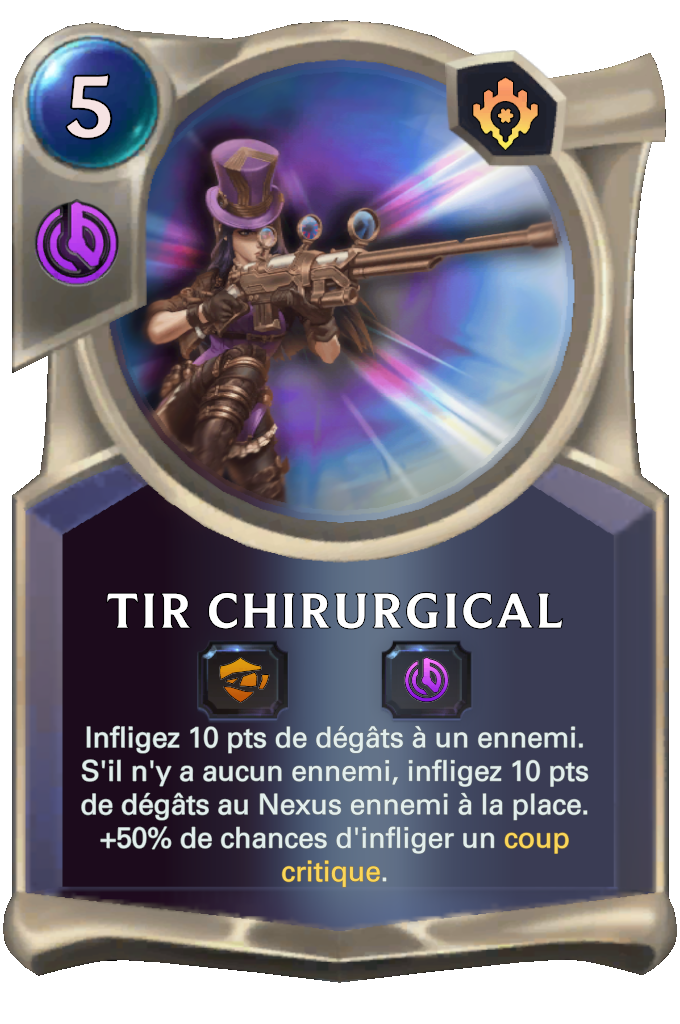 5
TIR CHIRURGICAL
Infligez 10 pts de dégâts à un ennemi.
S'il n'y a aucun ennemi, infligez 10 pts
de dégâts au Nexus ennemi à la place.
+50% de chances d'infliger un coup
critique.